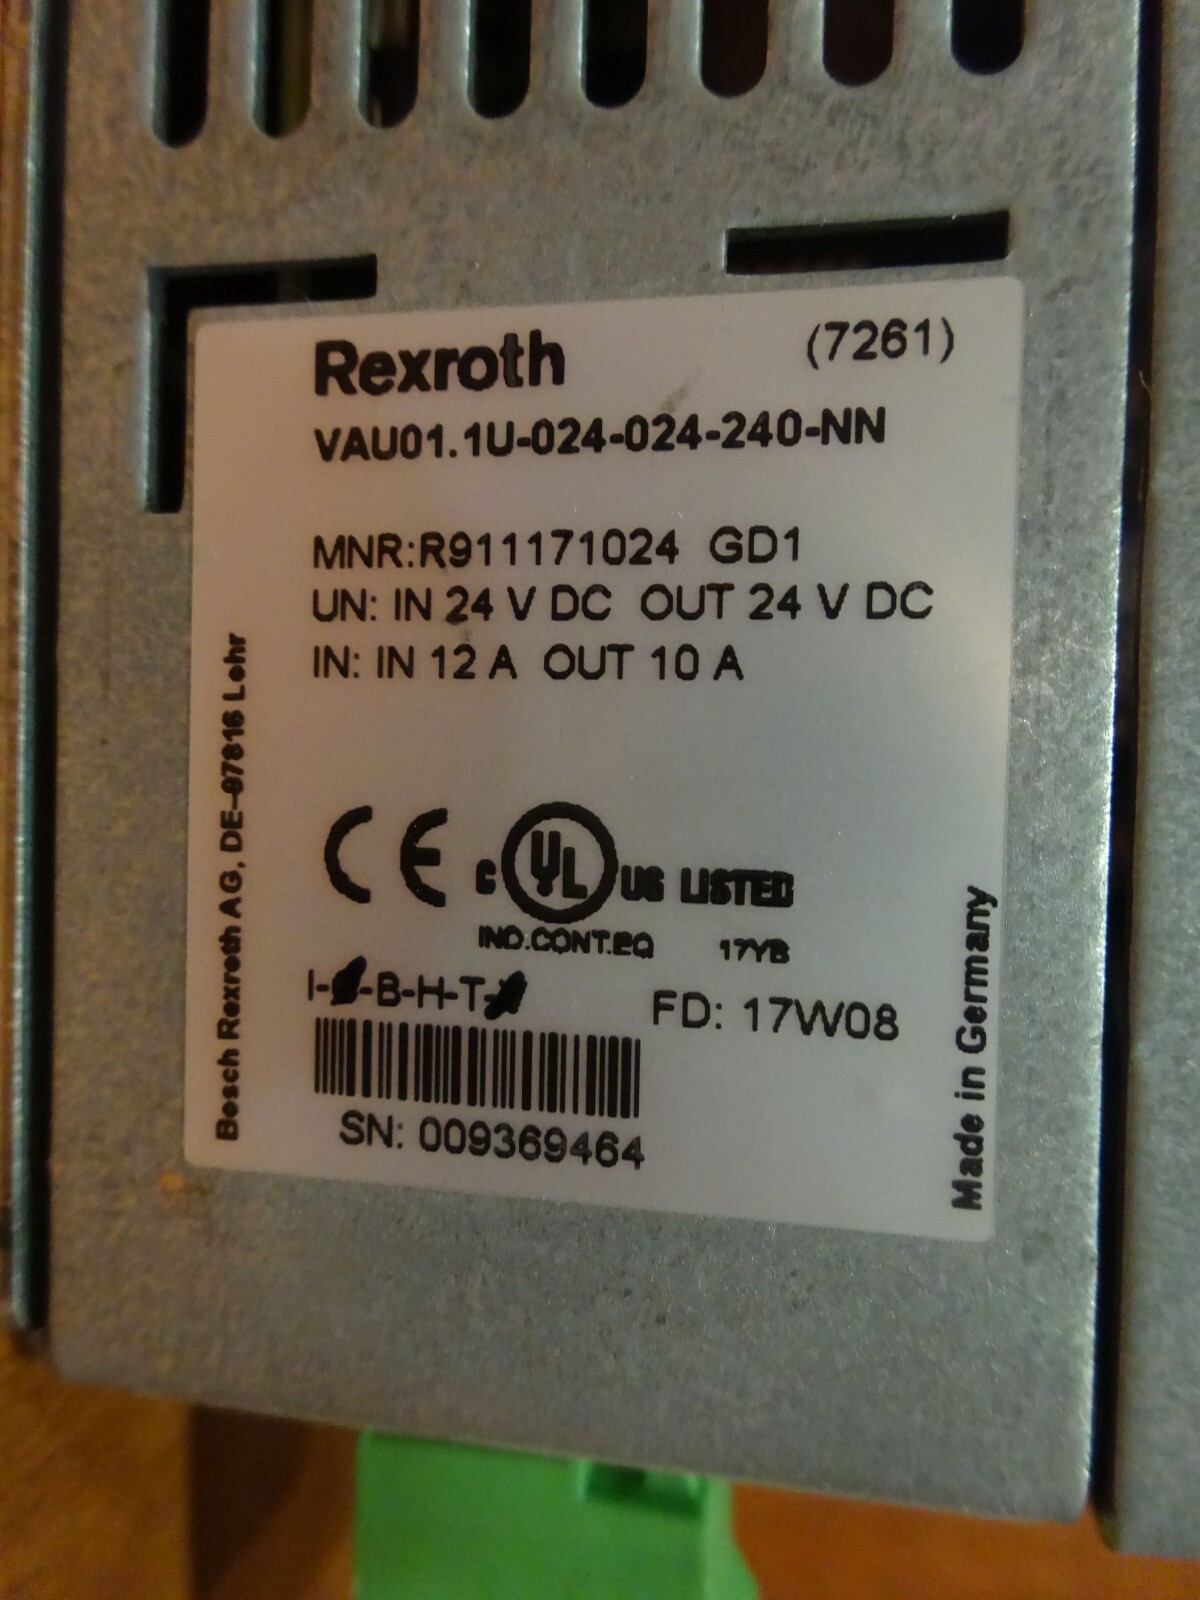 Rexroth (7261)
VAU01.1U-024-024-240-NN
MNR:R911171024 GD1
UN: IN 24 V DC OUT 24 V DC
IN: IN 12 A OUT 10 A
CE C UL US LISTED
IND.CONT.EQ 17YB
I- -B-H-T-
FD: 17W08
SN: 009369464
Bosch Rexroth AG, DE-97816 Lohr
Made in Germany